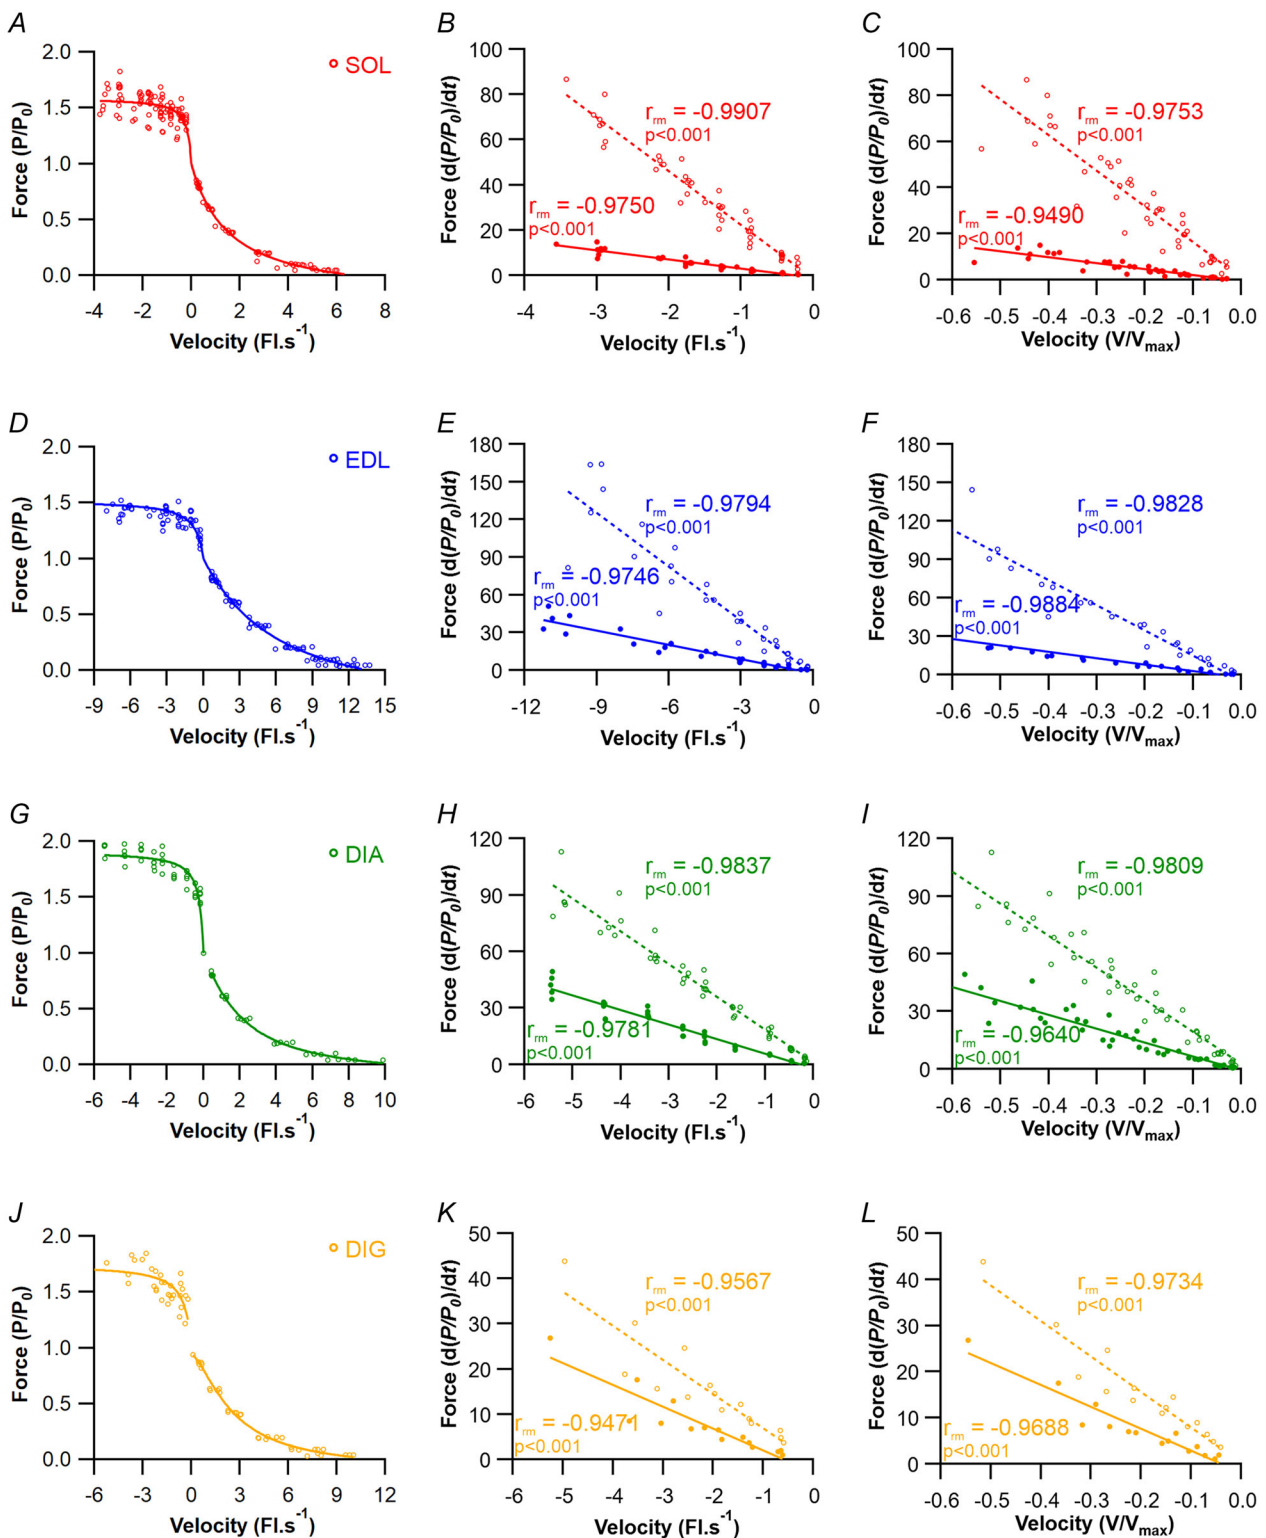 A
SOL
Force (P/P0)
2.0
1.5
1.0
0.5
0.0
-4 -2 0 2 4 6 8
Velocity (Fl.s-1)
B
Force (d(P/P0)/dt)
100
80
60
40
20
0
rrm = -0.9907
p<0.001
rrm = -0.9750
p<0.001
-4 -3 -2 -1 0
Velocity (Fl.s-1)
C
Force (d(P/P0)/dt)
100
80
60
40
20
0
rrm = -0.9753
p<0.001
rrm = -0.9490
p<0.001
-0.6 -0.5 -0.4 -0.3 -0.2 -0.1 0.0
Velocity (V/Vmax)
D
EDL
Force (P/P0)
2.0
1.5
1.0
0.5
0.0
-9 -6 -3 0 3 6 9 12 15
Velocity (Fl.s-1)
E
Force (d(P/P0)/dt)
180
150
120
90
60
30
0
rrm = -0.9794
p<0.001
rrm = -0.9746
p<0.001
-12 -9 -6 -3 0
Velocity (Fl.s-1)
F
Force (d(P/P0)/dt)
180
150
120
90
60
30
0
rrm = -0.9828
p<0.001
rrm = -0.9884
p<0.001
-0.6 -0.5 -0.4 -0.3 -0.2 -0.1 0.0
Velocity (V/Vmax)
G
DIA
Force (P/P0)
2.0
1.5
1.0
0.5
0.0
-6 -4 -2 0 2 4 6 8 10
Velocity (Fl.s-1)
H
Force (d(P/P0)/dt)
120
90
60
30
0
rrm = -0.9837
p<0.001
rrm = -0.9781
p<0.001
-6 -5 -4 -3 -2 -1 0
Velocity (Fl.s-1)
I
Force (d(P/P0)/dt)
120
90
60
30
0
rrm = -0.9809
p<0.001
rrm = -0.9640
p<0.001
-0.6 -0.5 -0.4 -0.3 -0.2 -0.1 0.0
Velocity (V/Vmax)
J
DIG
Force (P/P0)
2.0
1.5
1.0
0.5
0.0
-6 -3 0 3 6 9 12
Velocity (Fl.s-1)
K
Force (d(P/P0)/dt)
50
40
30
20
10
0
rrm = -0.9567
p<0.001
rrm = -0.9471
p<0.001
-6 -5 -4 -3 -2 -1 0
Velocity (Fl.s-1)
L
Force (d(P/P0)/dt)
50
40
30
20
10
0
rrm = -0.9734
p<0.001
rrm = -0.9688
p<0.001
-0.6 -0.5 -0.4 -0.3 -0.2 -0.1 0.0
Velocity (V/Vmax)